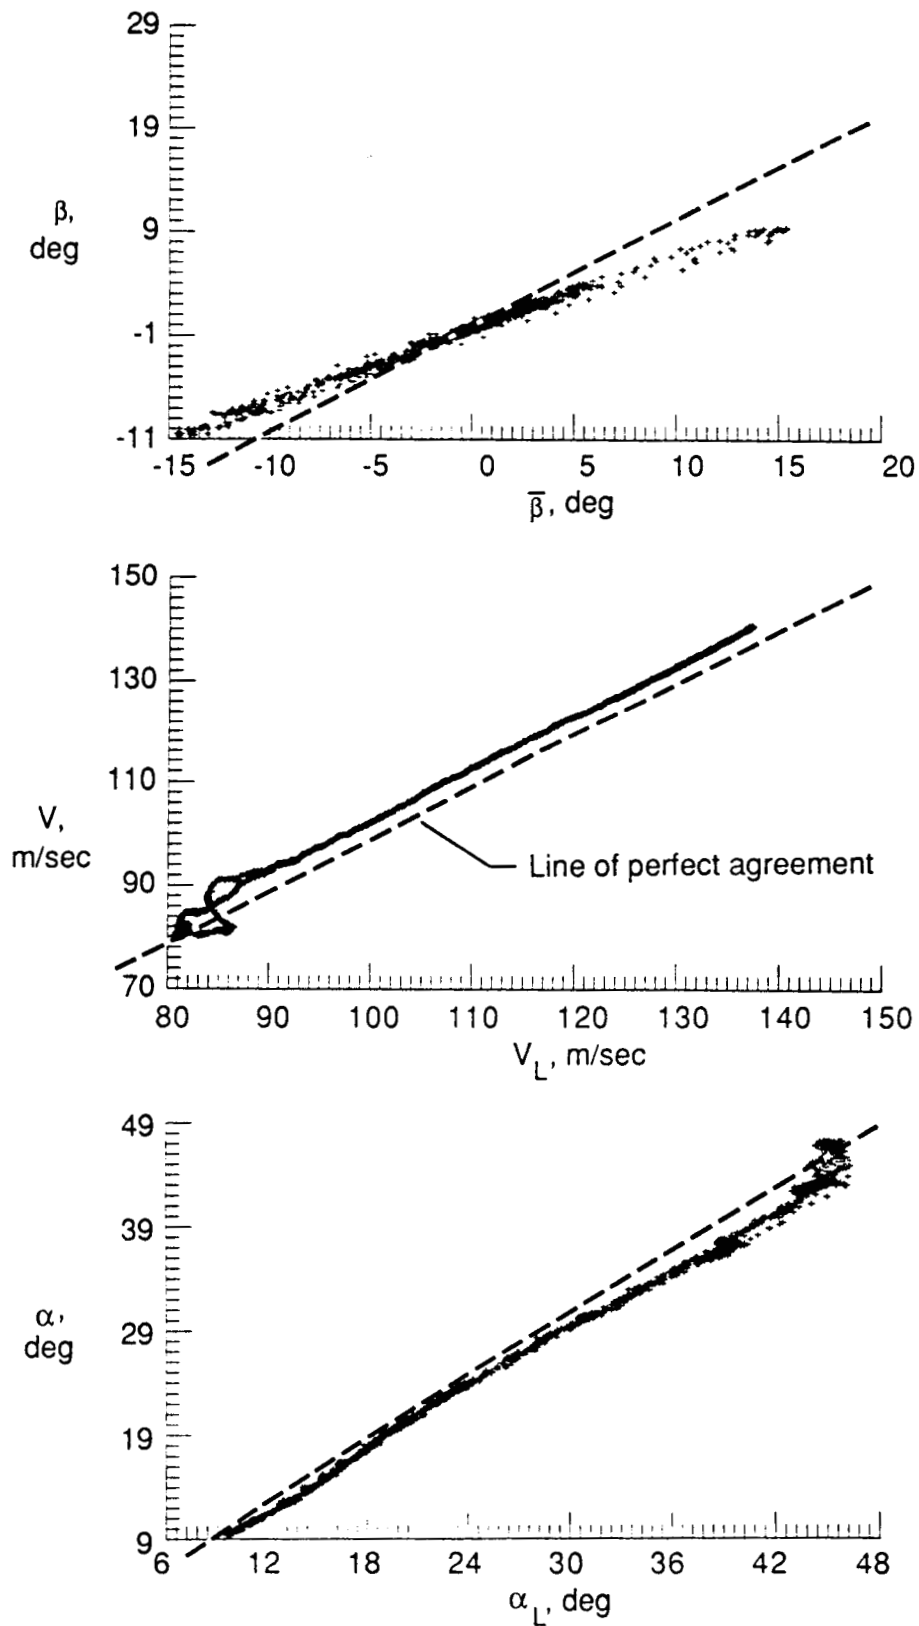 29
19
β,
deg
9
-1
-11
-15 -10 -5 0 5 10 15 20
β̅, deg
150
130
110
V,
m/sec
Line of perfect agreement
90
70
80 90 100 110 120 130 140 150
V_L, m/sec
49
39
α,
deg
29
19
9
6 12 18 24 30 36 42 48
α_L, deg